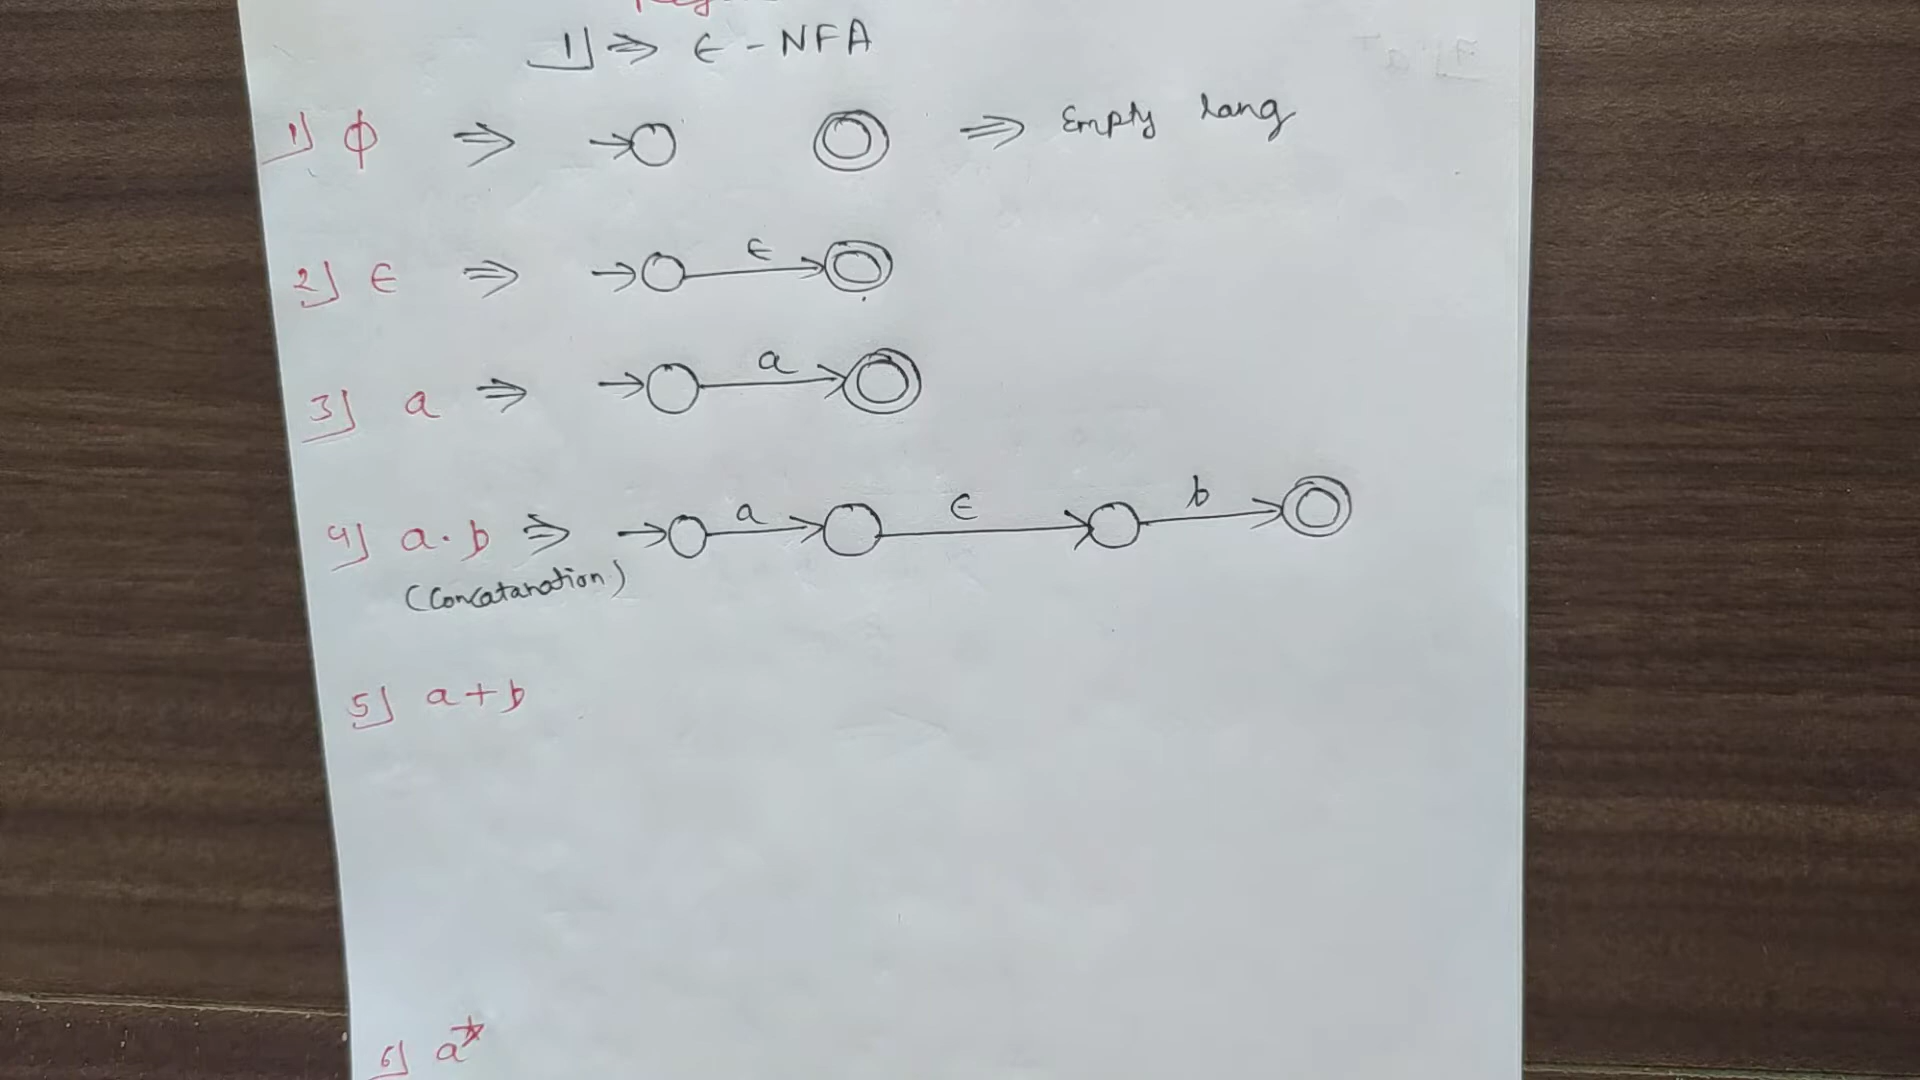 1) ⇒ ϵ - NFA
1) ϕ ⇒ ⇒ Empty lang
2) ϵ ⇒ ϵ
3) a ⇒ a
4) a . b ⇒ a ϵ b
(Concatanation)
5) a + b
6) a*